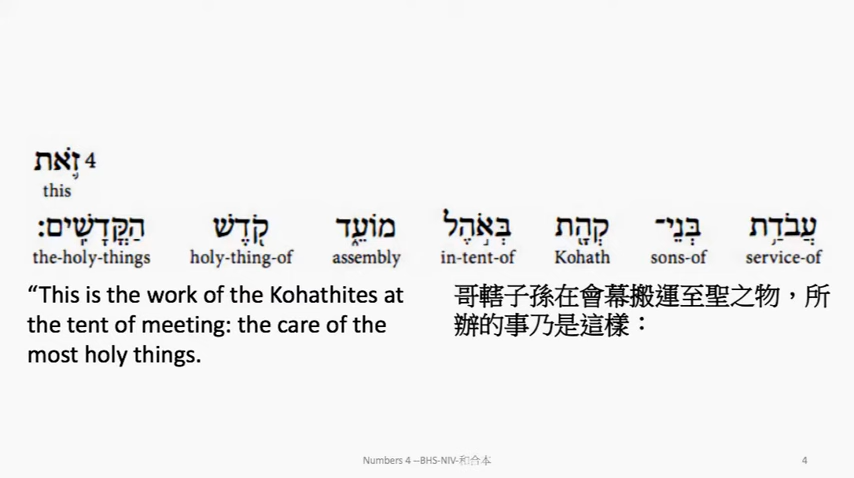 4 זֹ֛את
this
עֲבֹדַ֥ת בְּנֵי־ קְהָ֖ת בְּאֹ֣הֶל מוֹעֵ֑ד קֹ֖דֶשׁ הַקֳּדָשִֽׁים׃
the-holy-things holy-thing-of assembly in-tent-of Kohath sons-of service-of
“This is the work of the Kohathites at
the tent of meeting: the care of the
most holy things.
哥轄子孫在會幕搬運至聖之物，所
辦的事乃是這樣：
Numbers 4 --BHS-NIV-和合本
4